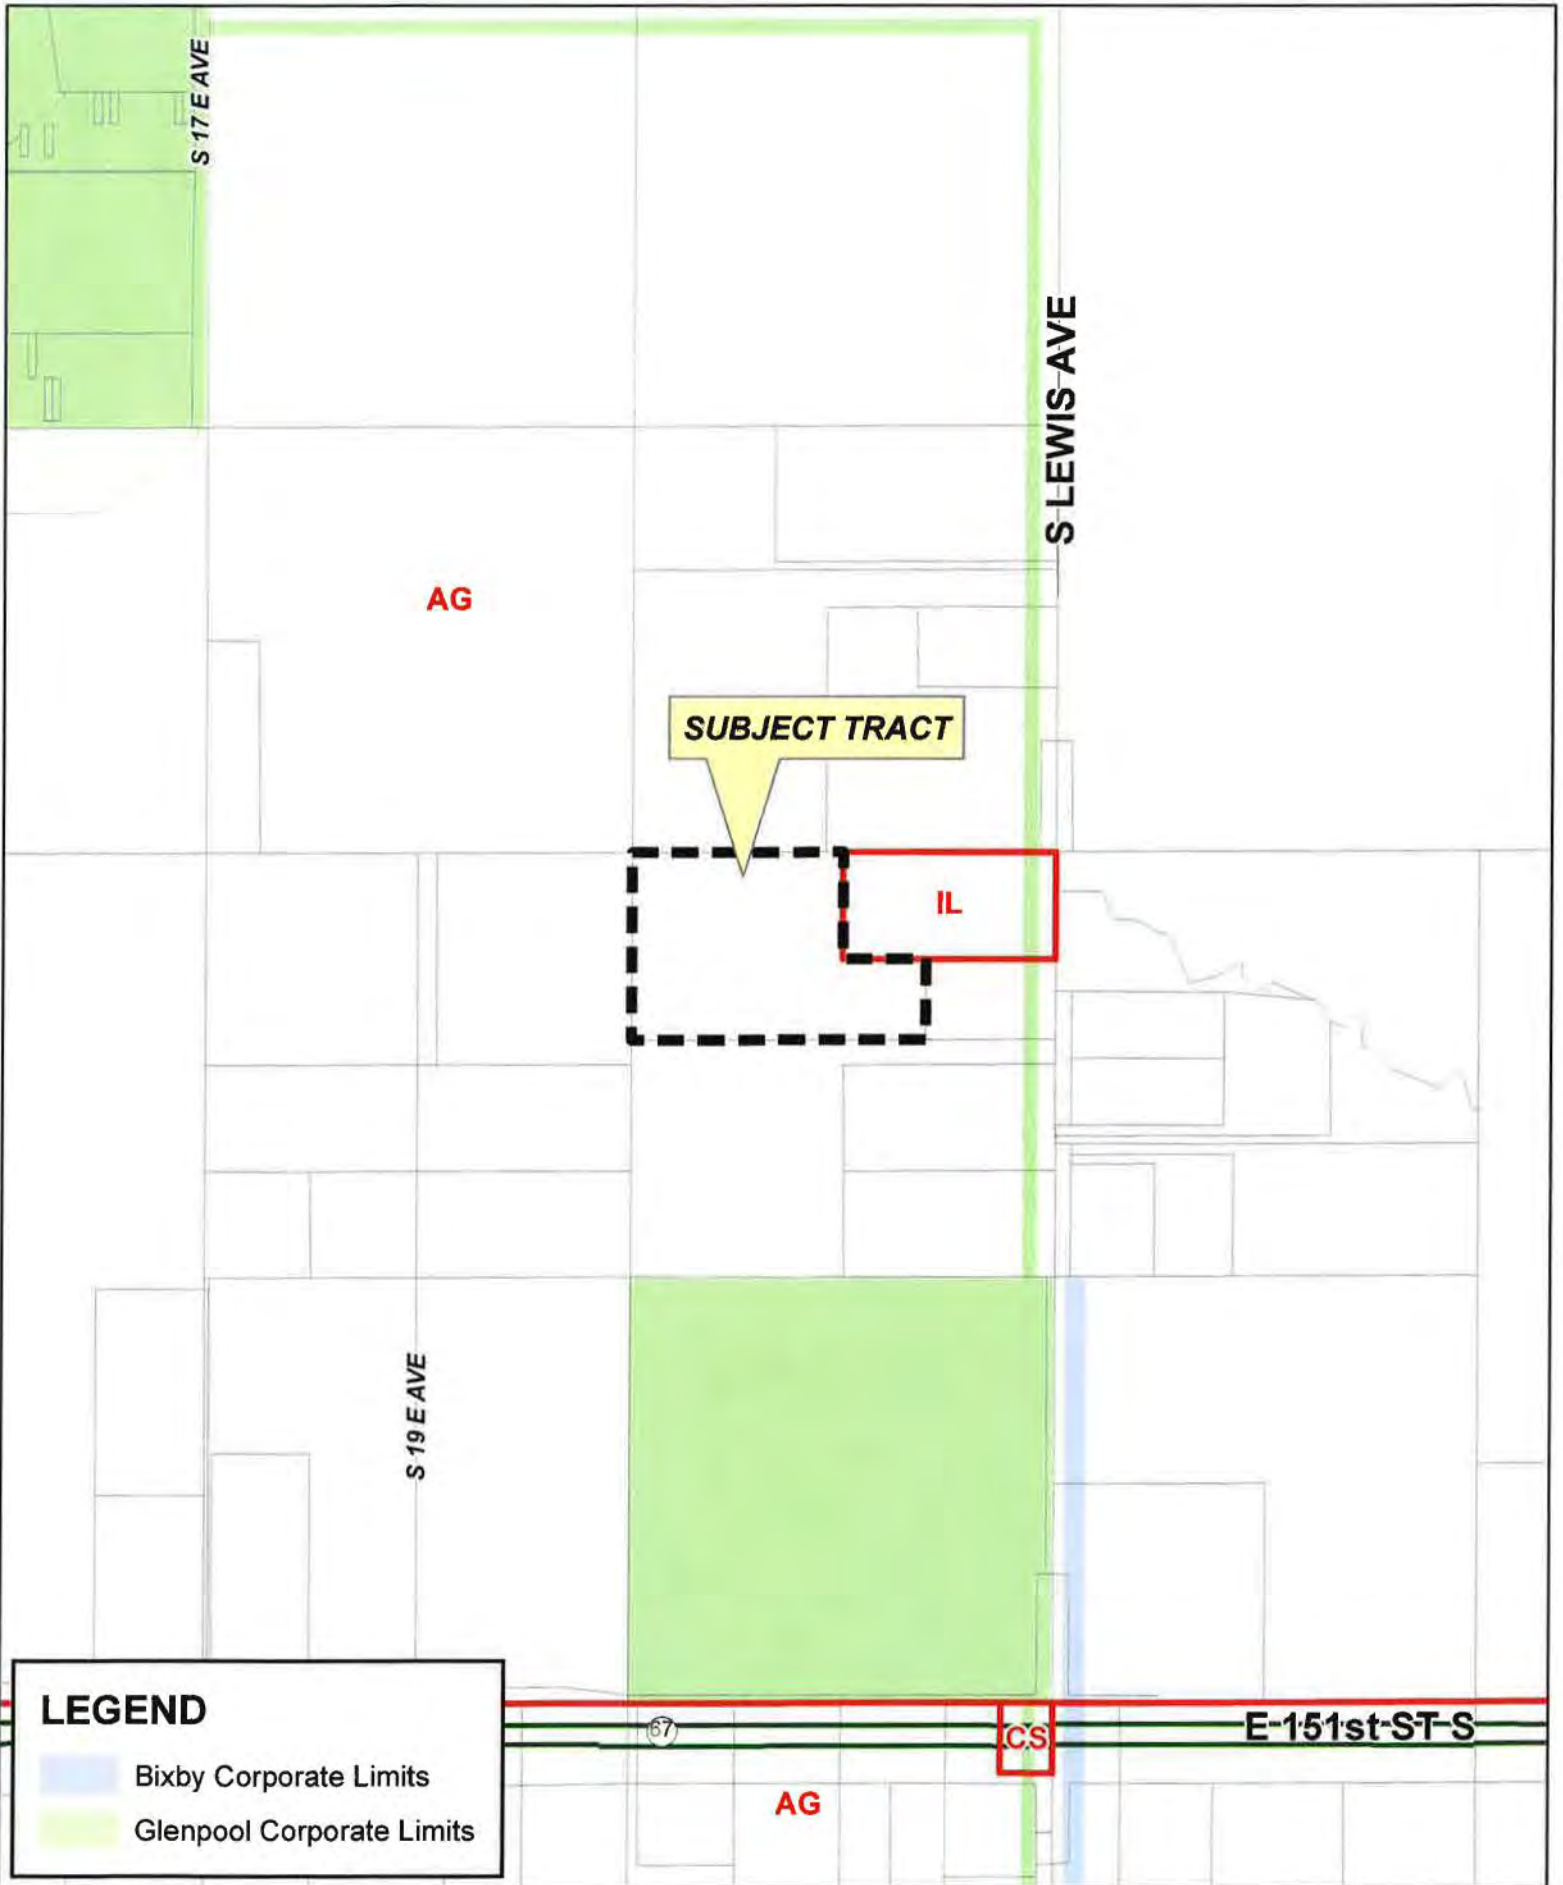 S 17 E AVE
S LEWIS AVE
AG
SUBJECT TRACT
IL
S 19 E AVE
LEGEND
Bixby Corporate Limits
Glenpool Corporate Limits
67
CS
E 151st ST S
AG